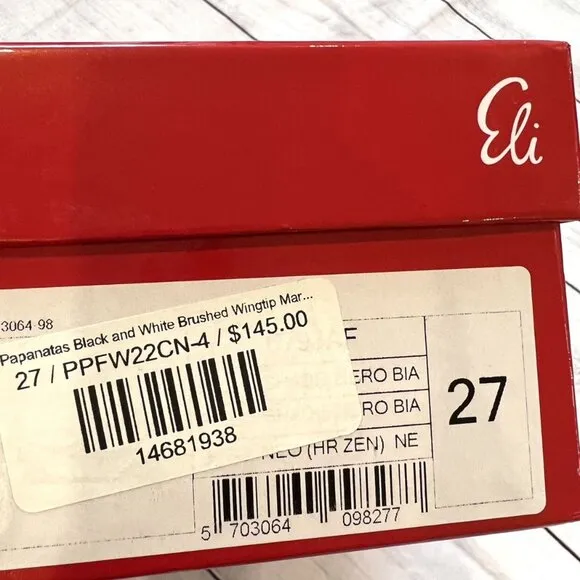 Eli
3064-98
Papanatas Black and White Brushed Wingtip Mar...
27 / PPFW22CN-4 / $145.00
14681938
F
ERO BIA
ERO BIA
NEO (HR ZEN) NE
27
5 703064 098277